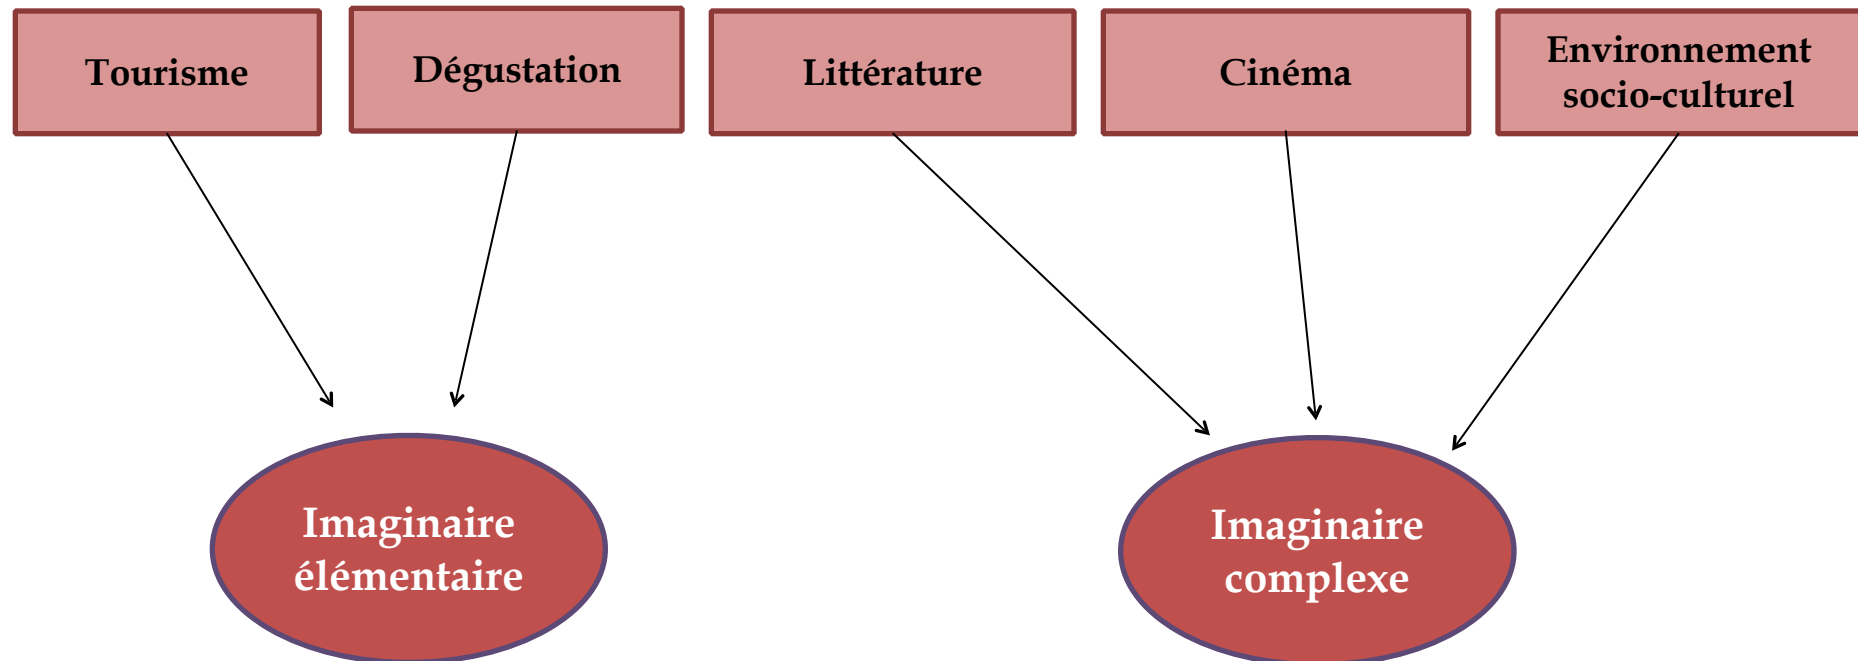 Tourisme
Dégustation
Littérature
Cinéma
Environnement
socio-culturel
Imaginaire
élémentaire
Imaginaire
complexe